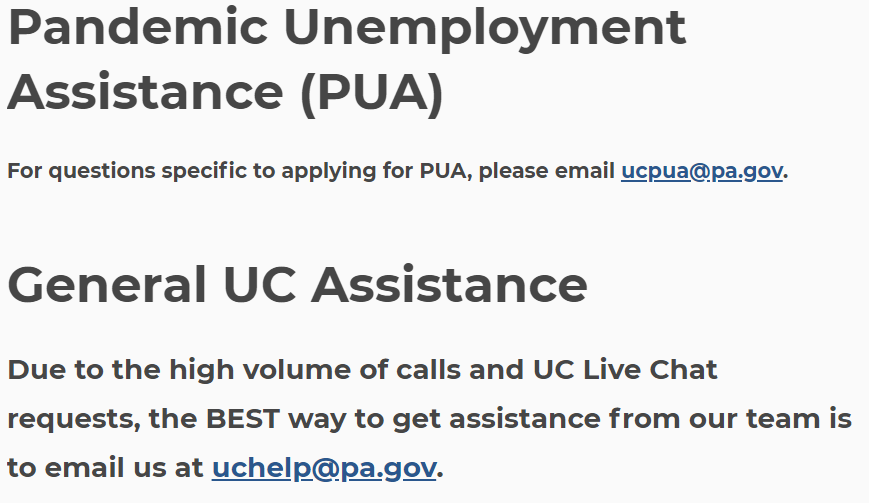 Pandemic Unemployment
Assistance (PUA)
For questions specific to applying for PUA, please email ucpua@pa.gov.
General UC Assistance
Due to the high volume of calls and UC Live Chat
requests, the BEST way to get assistance from our team is
to email us at uchelp@pa.gov.